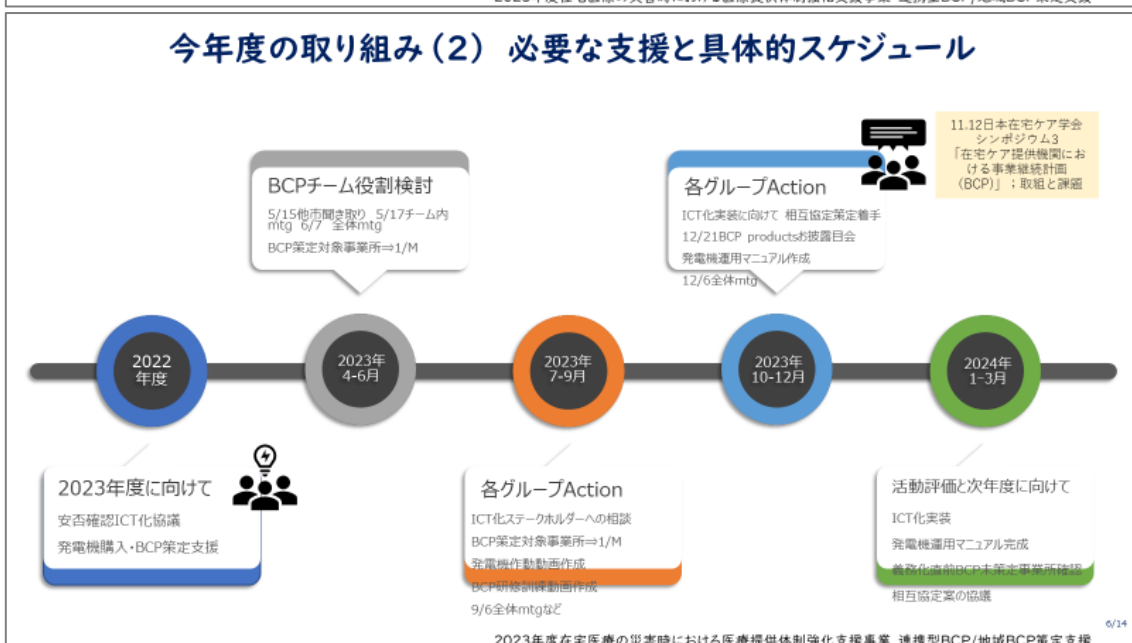 今年度の取り組み(2) 必要な支援と具体的スケジュール
11.12日本在宅ケア学会
シンポジウム3
「在宅ケア提供機関にお
ける事業継続計画
(BCP)」;取組と課題
BCPチーム役割検討
5/15他市聞き取り 5/17チーム内
mtg 6/7 全体mtg
BCP策定対象事業所⇒1/M
各グループAction
ICT化実装に向けて 相互協定策定着手
12/21BCP productsお披露目会
発電機運用マニュアル作成
12/6全体mtg
2022
年度
2023年
4-6月
2023年
7-9月
2023年
10-12月
2024年
1-3月
2023年度に向けて
安否確認ICT化協議
発電機購入・BCP策定支援
各グループAction
ICT化ステークホルダーへの相談
BCP策定対象事業所⇒1/M
発電機作動動画作成
BCP研修訓練動画作成
9/6全体mtgなど
活動評価と次年度に向けて
ICT化実装
発電機運用マニュアル完成
義務化直前BCP未策定事業所確認
相互協定案の協議
6/14
2023年度在宅医療の災害時における医療提供体制強化支援事業 連携型BCP/地域BCP策定支援